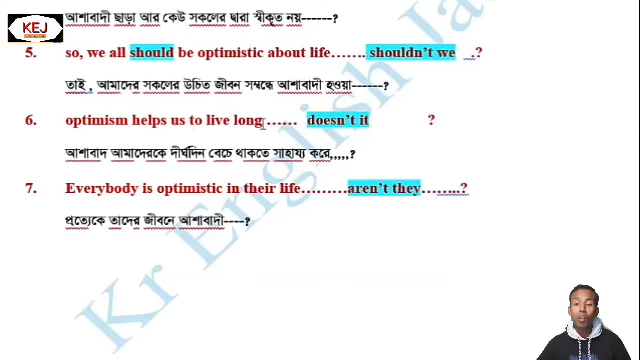 KEJ
আশাবাদী ছাড়া আর কেউ সকলের দ্বারা স্বীকৃত নয়------?
5. so, we all should be optimistic about life……. shouldn't we ..?
তাই , আমাদের সকলের উচিত জীবন সম্বন্ধে আশাবাদী হওয়া------?
6. optimism helps us to live long…… doesn't it ?
আশাবাদ আমাদেরকে দীর্ঘদিন বেচে থাকতে সাহায্য করে,,,,,?
7. Everybody is optimistic in their life………aren't they……..?
প্রত্যেকে তাদের জীবনে আশাবাদী----?
Kr English Ja